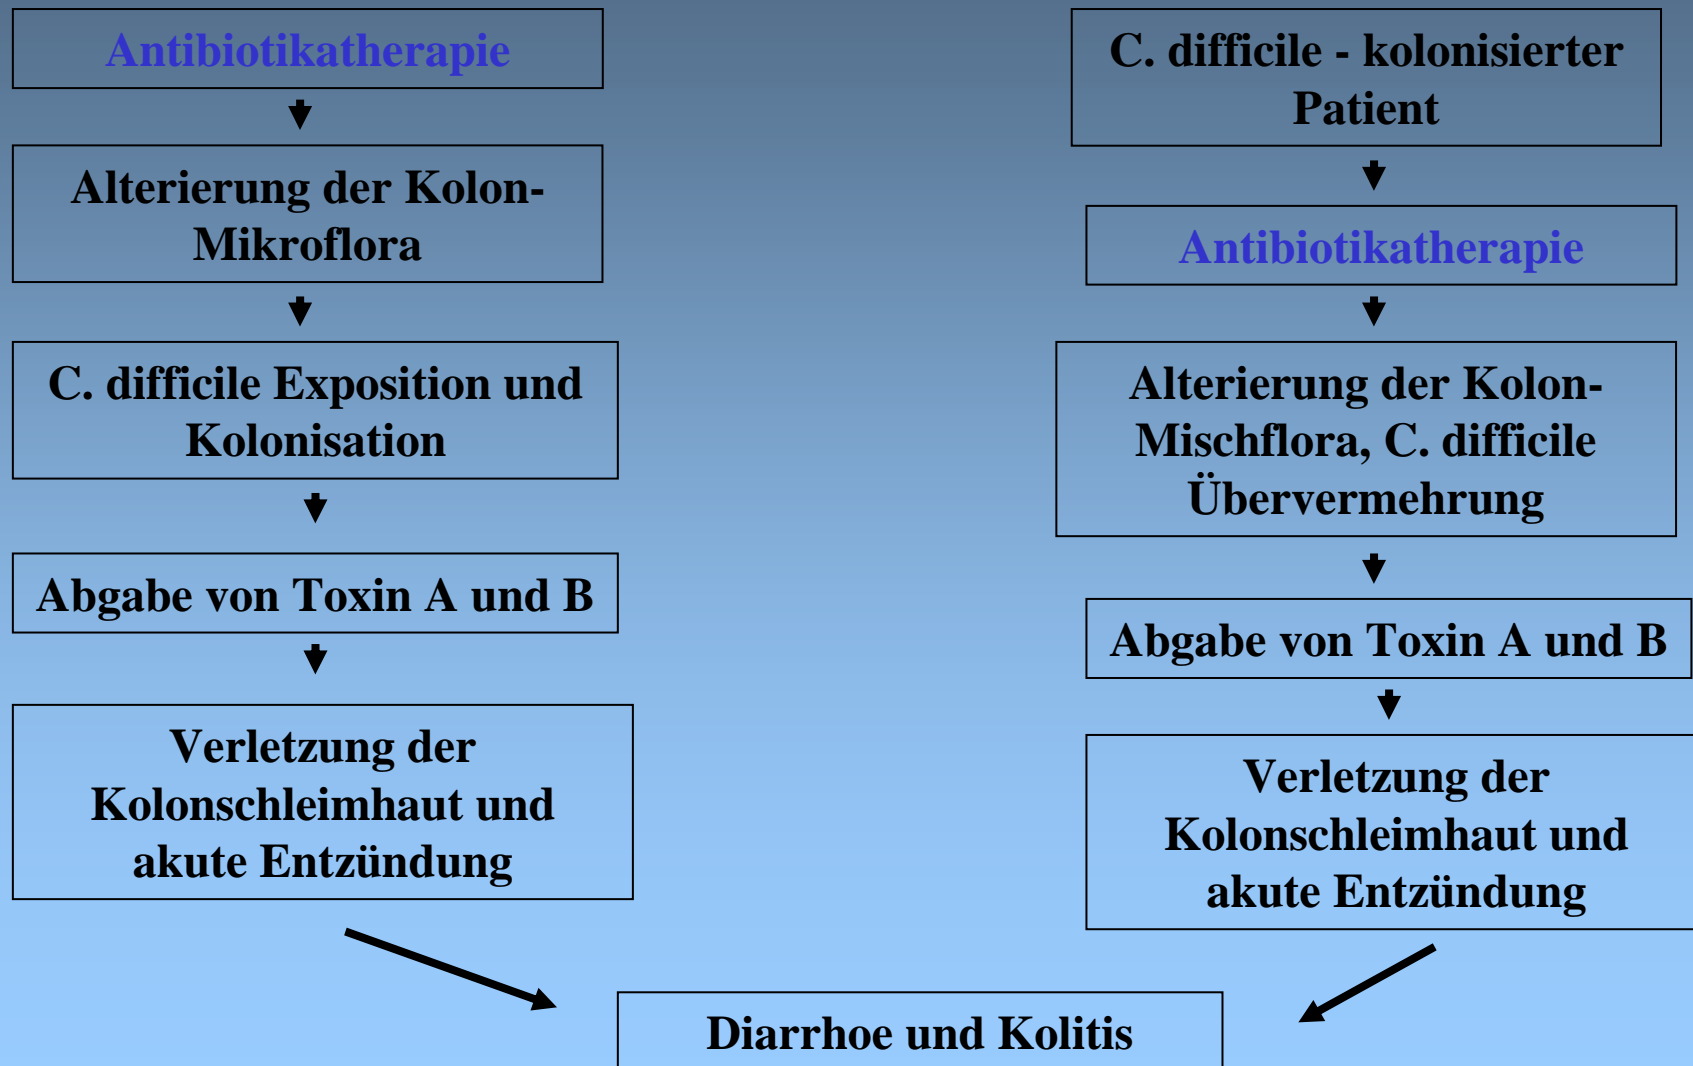 Antibiotikatherapie
Alterierung der Kolon-
Mikroflora
C. difficile Exposition und
Kolonisation
Abgabe von Toxin A und B
Verletzung der
Kolonschleimhaut und
akute Entzündung
C. difficile - kolonisierter
Patient
Antibiotikatherapie
Alterierung der Kolon-
Mischflora, C. difficile
Übervermehrung
Abgabe von Toxin A und B
Verletzung der
Kolonschleimhaut und
akute Entzündung
Diarrhoe und Kolitis